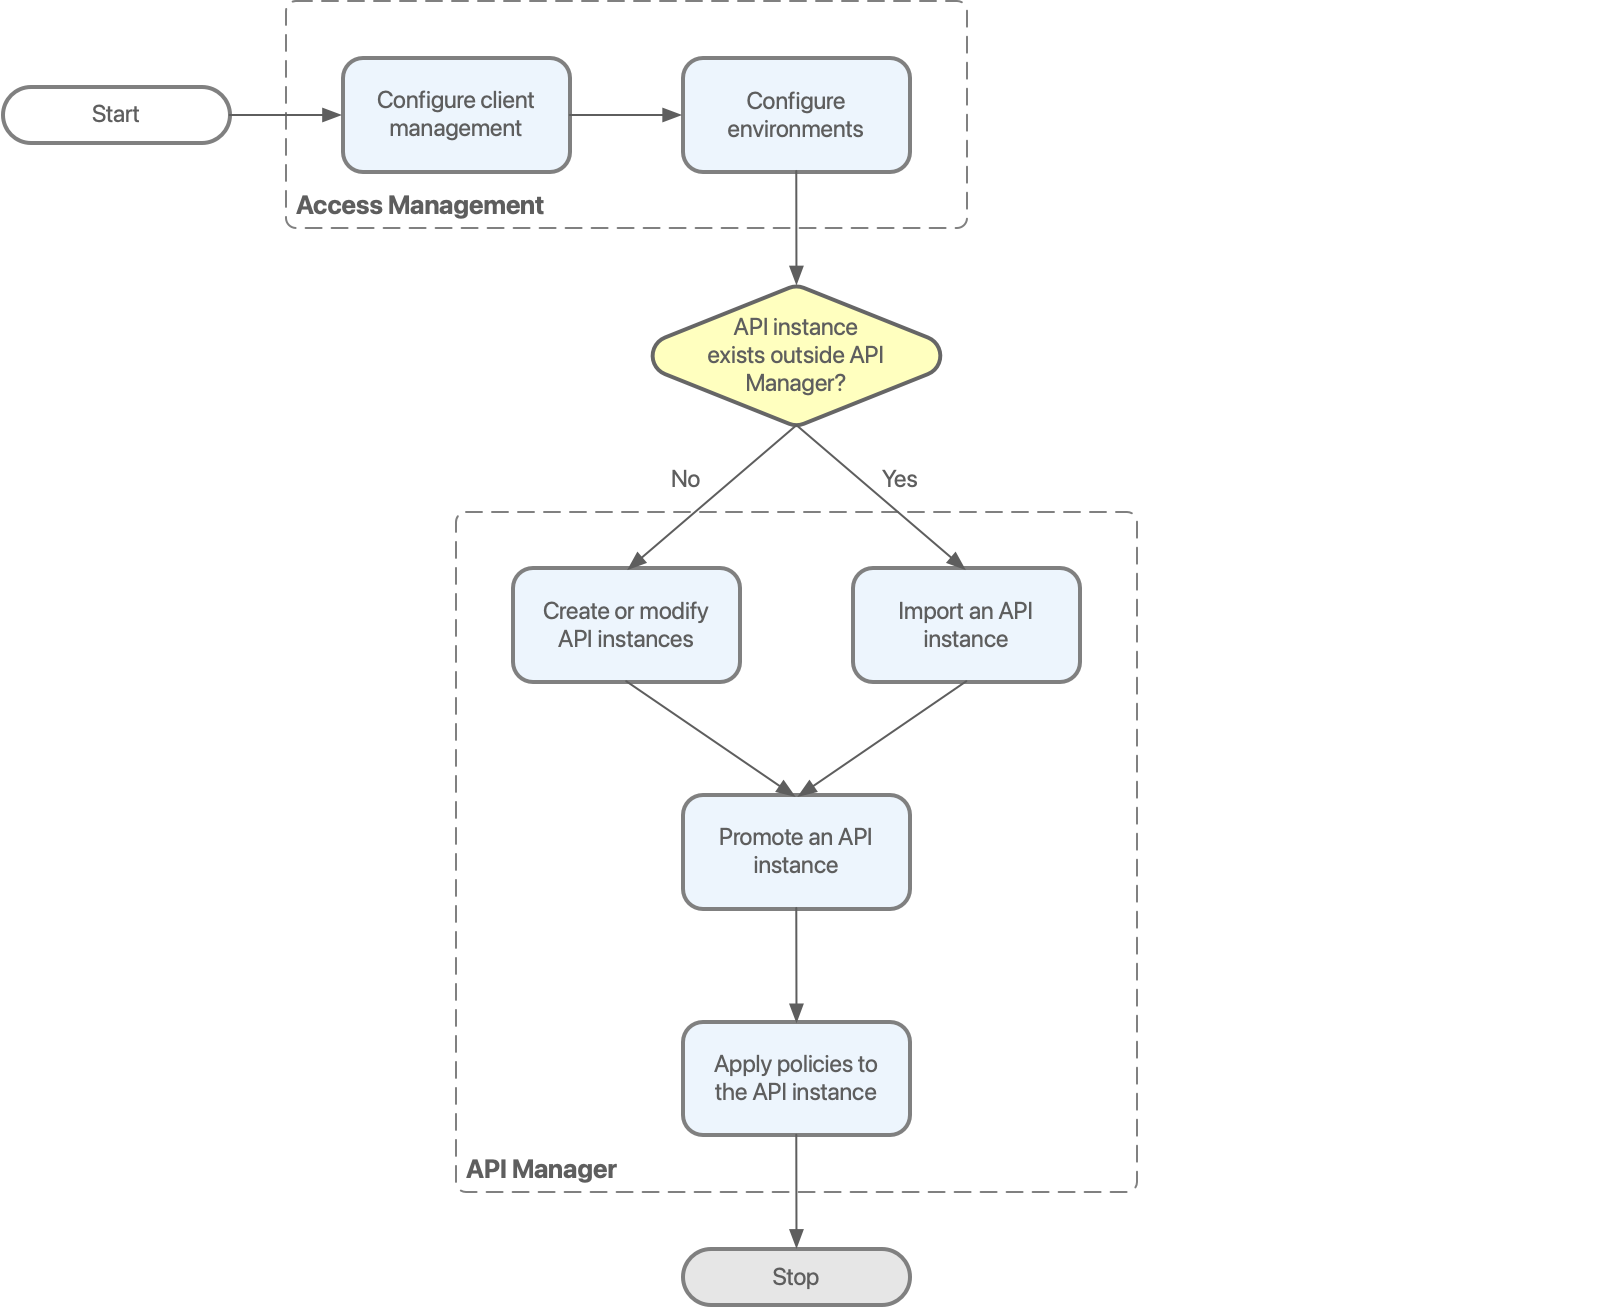 Start
Configure client
management
Configure
environments
Access Management
API instance
exists outside API
Manager?
No
Yes
Create or modify
API instances
Import an API
instance
Promote an API
instance
Apply policies to
the API instance
API Manager
Stop